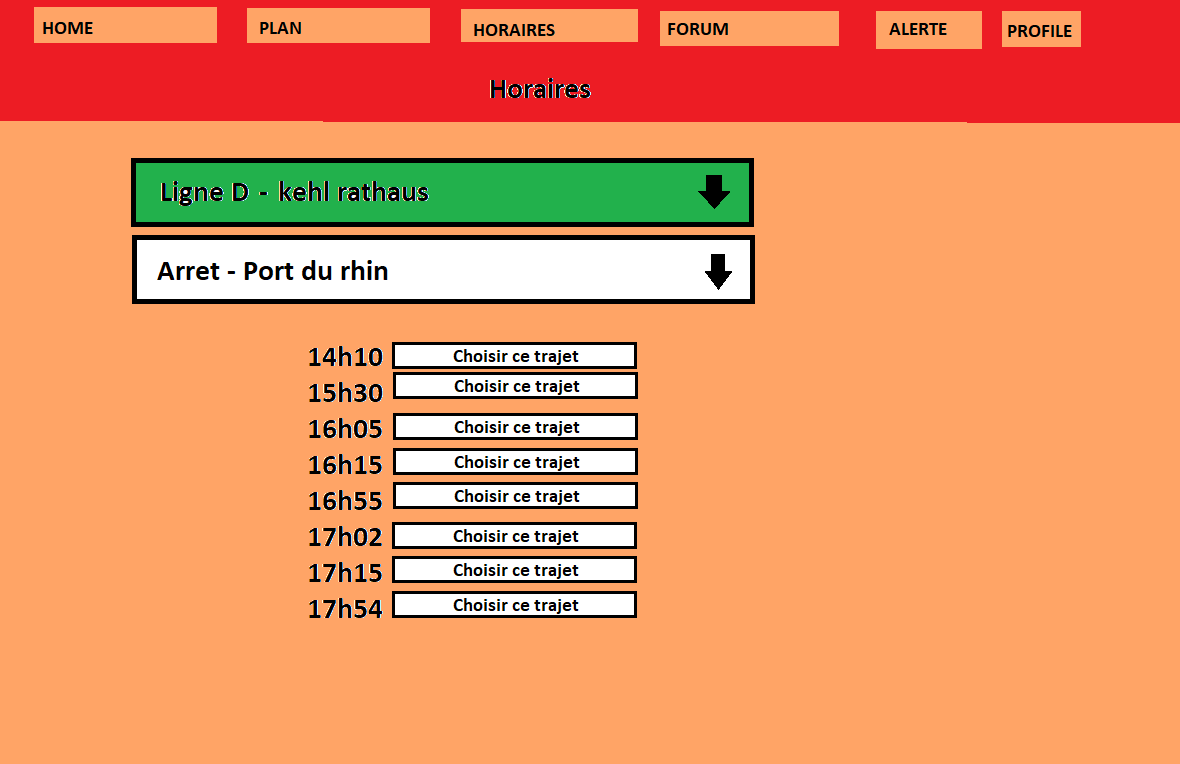 HOME PLAN HORAIRES FORUM ALERTE PROFILE
Horaires
Ligne D - kehl rathaus
Arret - Port du rhin
14h10 Choisir ce trajet
15h30 Choisir ce trajet
16h05 Choisir ce trajet
16h15 Choisir ce trajet
16h55 Choisir ce trajet
17h02 Choisir ce trajet
17h15 Choisir ce trajet
17h54 Choisir ce trajet